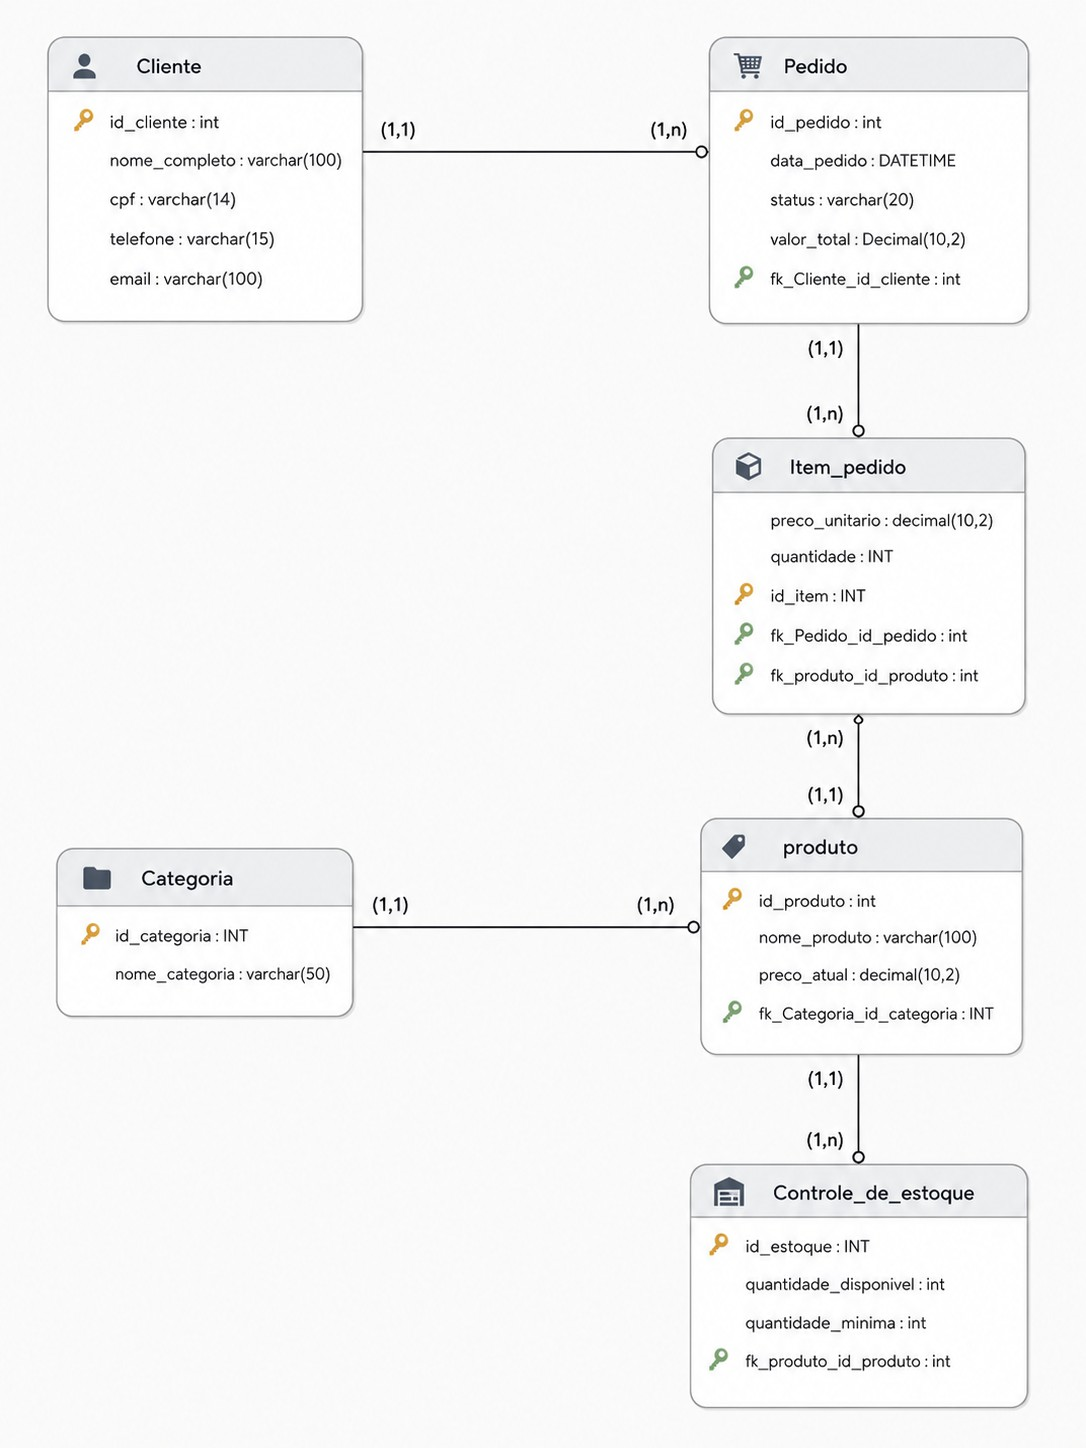 Cliente
id_cliente : int
nome_completo : varchar(100)
cpf : varchar(14)
telefone : varchar(15)
email : varchar(100)
(1,1)
(1,n)
Pedido
id_pedido : int
data_pedido : DATETIME
status : varchar(20)
valor_total : Decimal(10,2)
fk_Cliente_id_cliente : int
(1,1)
(1,n)
Item_pedido
preco_unitario : decimal(10,2)
quantidade : INT
id_item : INT
fk_Pedido_id_pedido : int
fk_produto_id_produto : int
(1,n)
(1,1)
Categoria
id_categoria : INT
nome_categoria : varchar(50)
(1,1)
(1,n)
produto
id_produto : int
nome_produto : varchar(100)
preco_atual : decimal(10,2)
fk_Categoria_id_categoria : INT
(1,1)
(1,n)
Controle_de_estoque
id_estoque : INT
quantidade_disponivel : int
quantidade_minima : int
fk_produto_id_produto : int